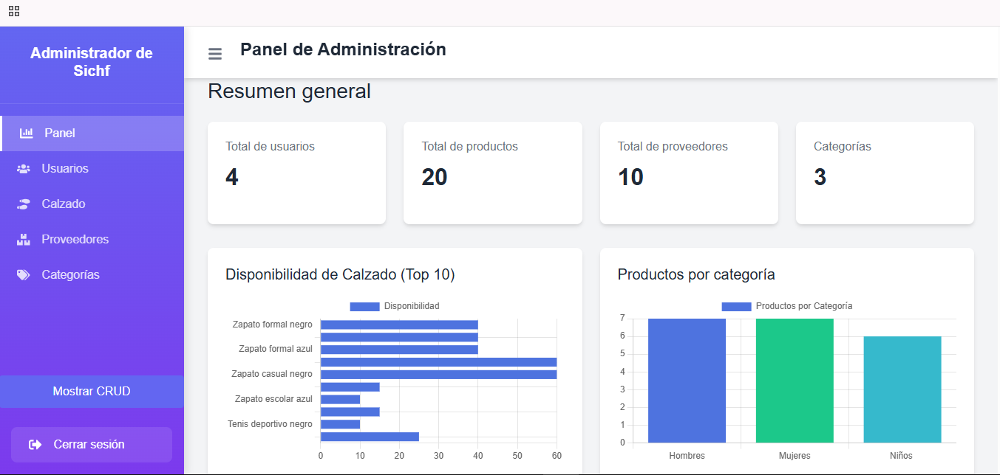 Administrador de
Sichf
Panel
Usuarios
Calzado
Proveedores
Categorías
Mostrar CRUD
Cerrar sesión
Panel de Administración
Resumen general
Total de usuarios
4
Total de productos
20
Total de proveedores
10
Categorías
3
Disponibilidad de Calzado (Top 10)
Disponibilidad
Zapato formal negro
Zapato formal azul
Zapato casual negro
Zapato escolar azul
Tenis deportivo negro
0 10 20 30 40 50 60
Productos por categoría
Productos por Categoría
7
6
5
4
3
2
1
0
Hombres Mujeres Niños